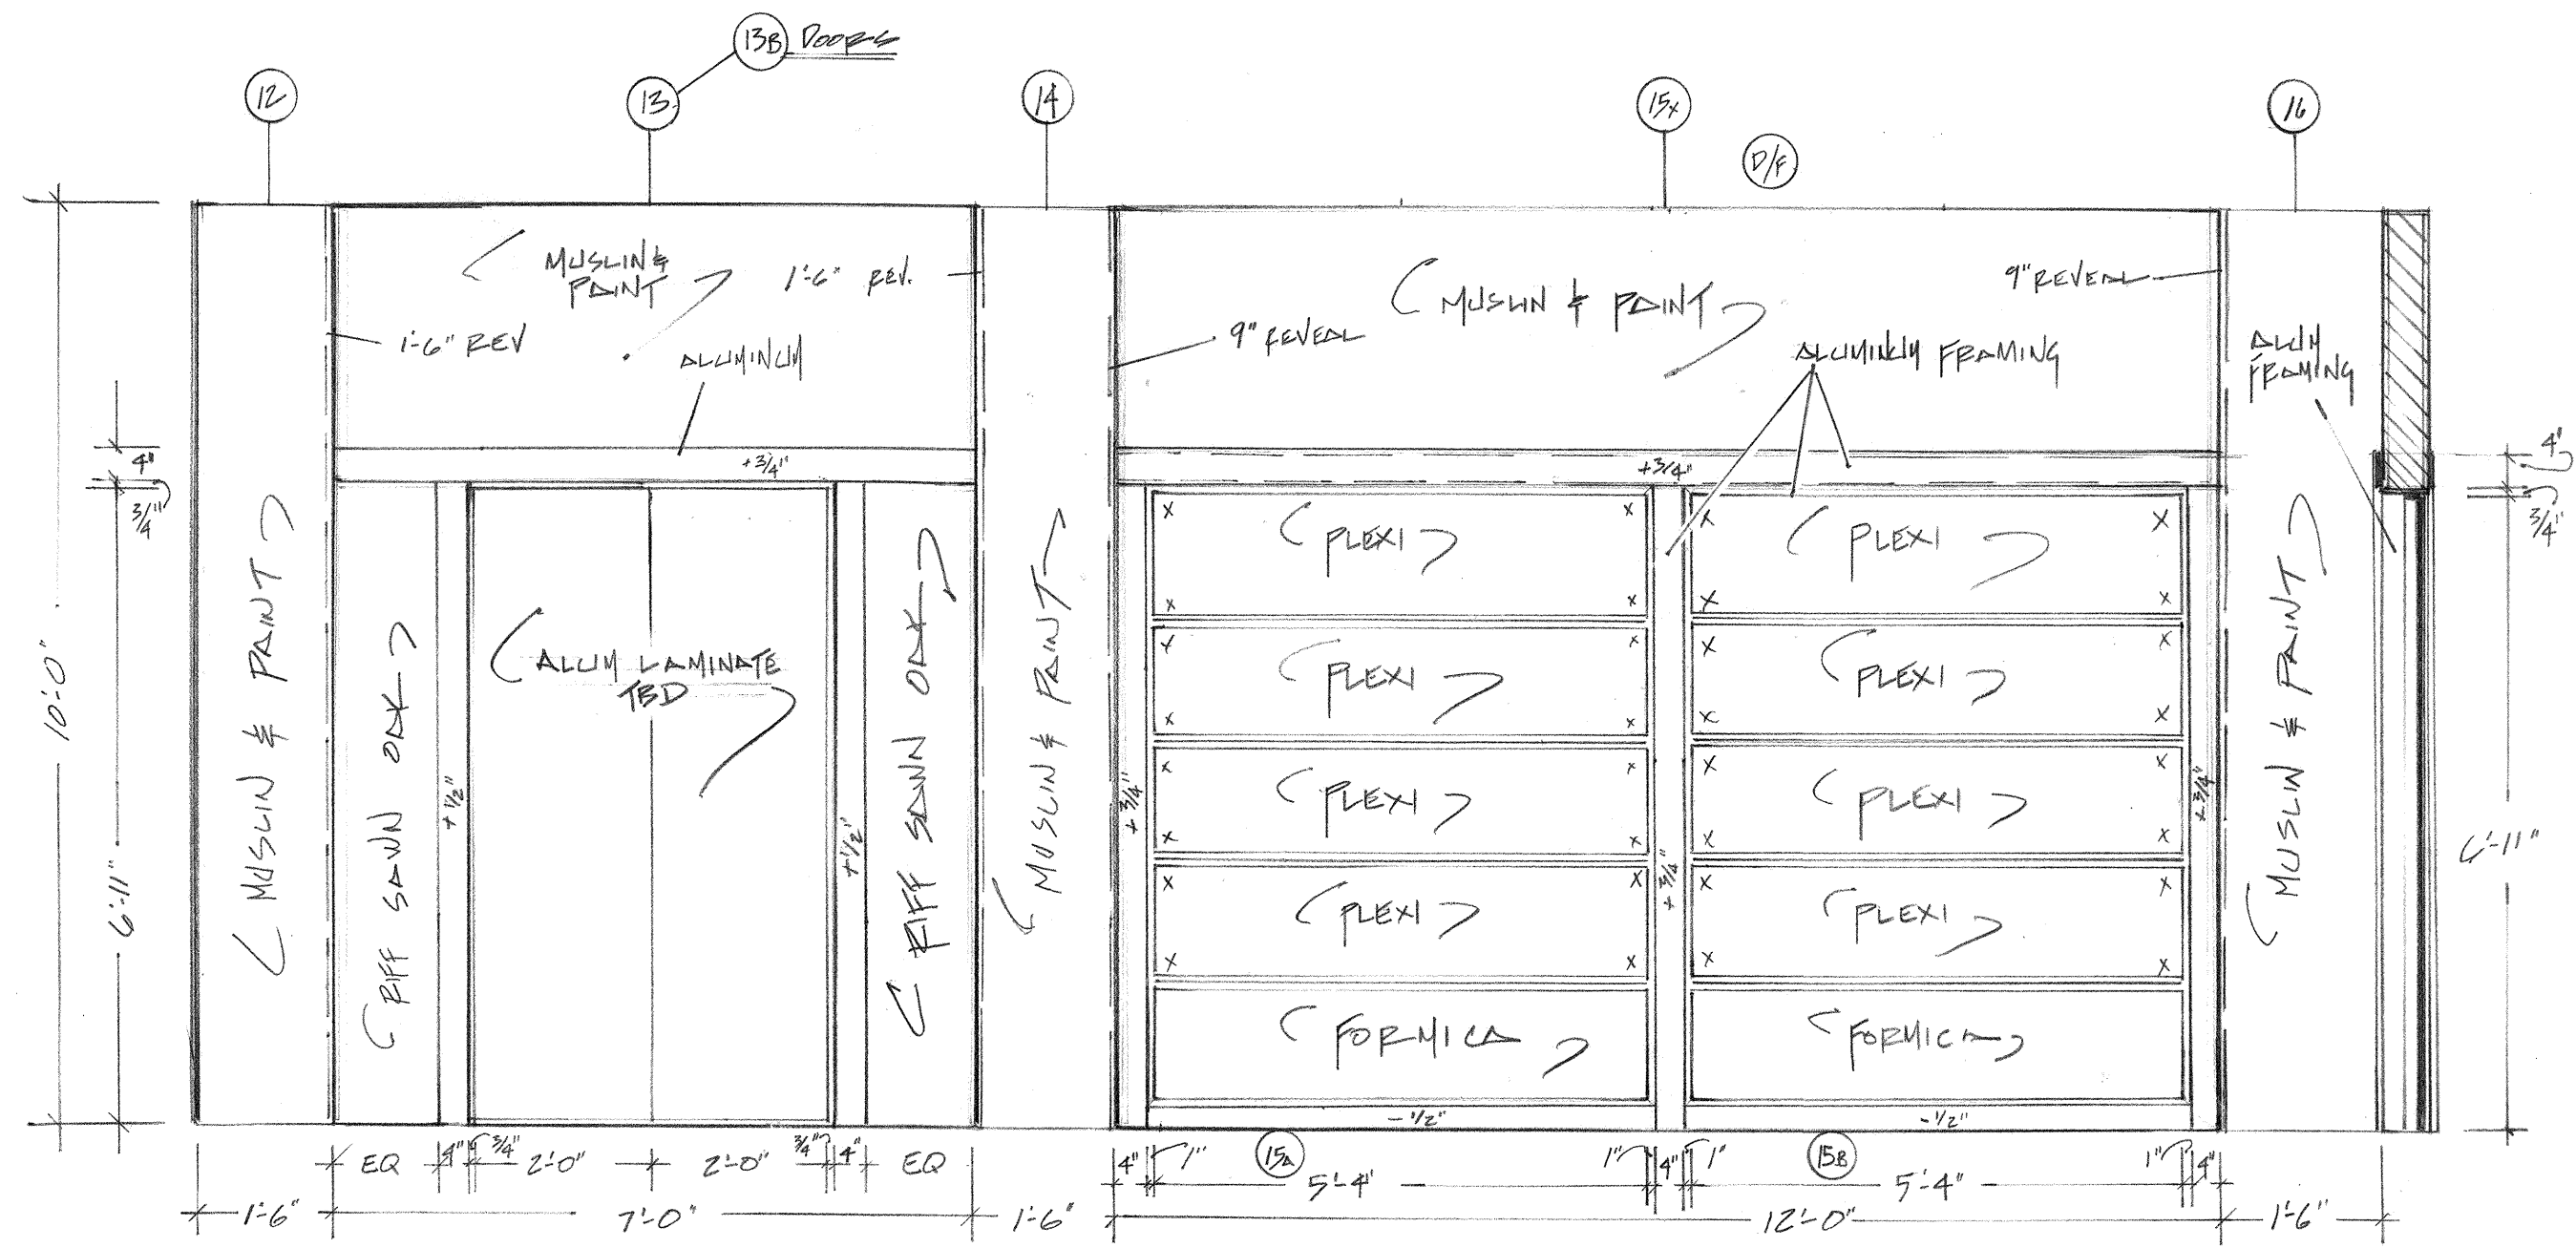 13B DOORS
12
13
14
15X
16
D/F
MUSLIN &
PAINT
1'-6" REV.
1'-6" REV
ALUMINUM
+3/4"
9" REVEAL
MUSLIN & PAINT
9" REVEAL
ALUMINUM FRAMING
+3/4"
ALUM
FRAMING
4"
3/4"
10'-0"
6'-11"
MUSLIN & PAINT
RIFF SAWN OAK
+1/2"
ALUM LAMINATE
TBD
+1/2"
RIFF SAWN OAK
MUSLIN & PAINT
+3/4"
PLEXI
PLEXI
PLEXI
PLEXI
FORMICA
-1/2"
+3/4"
PLEXI
PLEXI
PLEXI
PLEXI
FORMICA
-1/2"
+3/4"
MUSLIN & PAINT
4"
3/4"
6'-11"
EQ 4" 3/4" 2'-0" 2'-0" 3/4" 4" EQ
4" 1" 15A 1" 4" 1" 15B 1" 4"
5'-4" 5'-4"
1'-6" 7'-0" 1'-6" 12'-0" 1'-6"